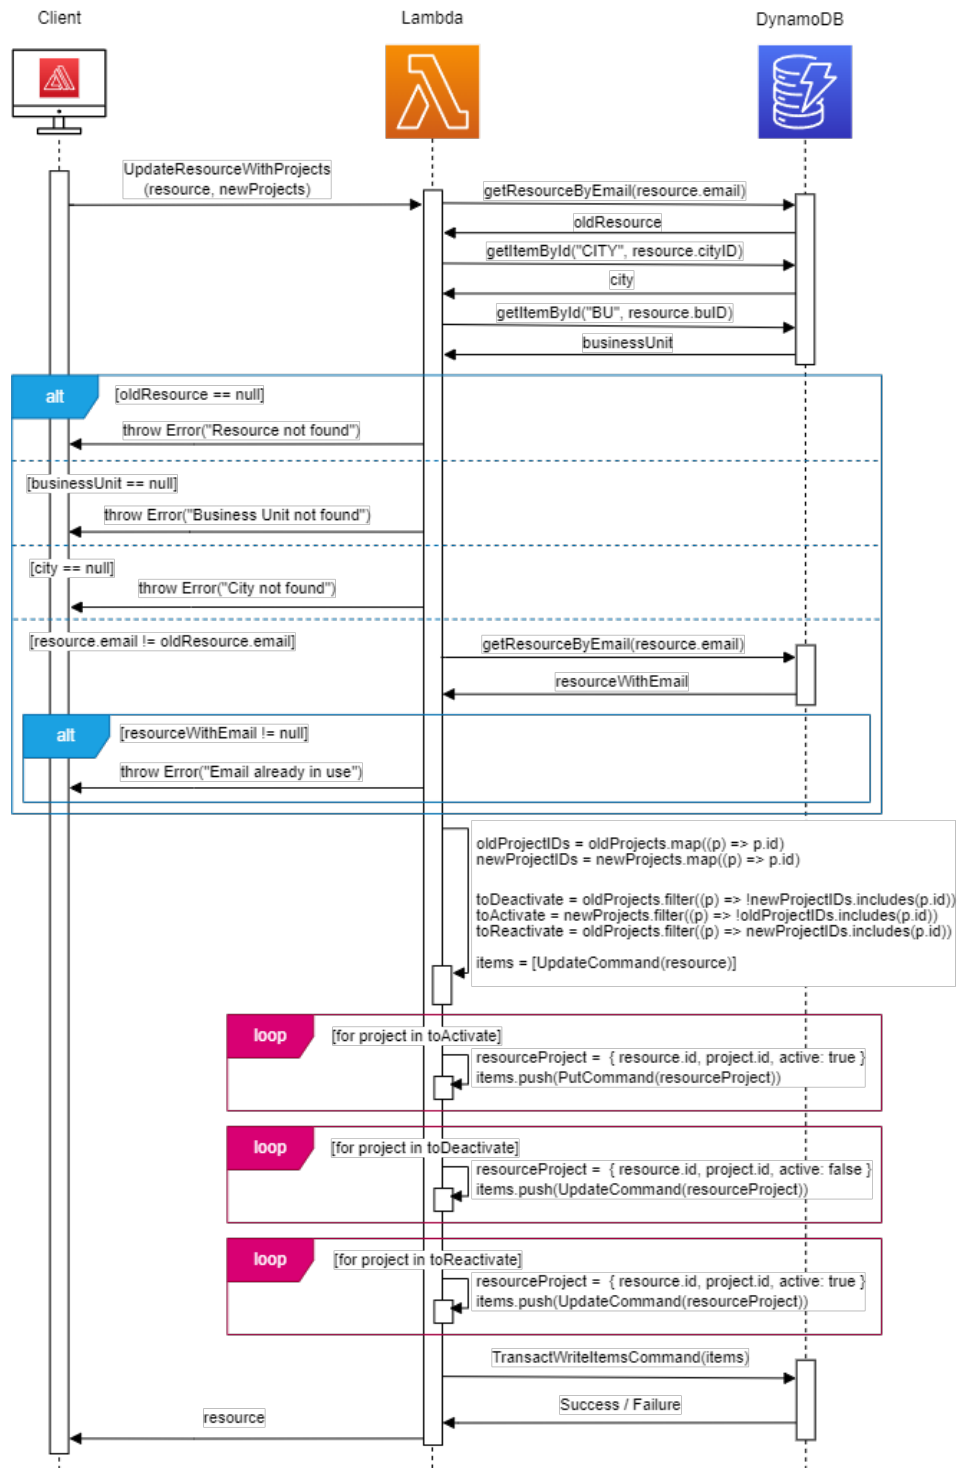 Client
Lambda
DynamoDB
UpdateResourceWithProjects
(resource, newProjects)
getResourceByEmail(resource.email)
oldResource
getItemById("CITY", resource.cityID)
city
getItemById("BU", resource.buID)
businessUnit
alt
[oldResource == null]
throw Error("Resource not found")
[businessUnit == null]
throw Error("Business Unit not found")
[city == null]
throw Error("City not found")
[resource.email != oldResource.email]
getResourceByEmail(resource.email)
resourceWithEmail
alt
[resourceWithEmail != null]
throw Error("Email already in use")
oldProjectIDs = oldProjects.map((p) => p.id)
newProjectIDs = newProjects.map((p) => p.id)
toDeactivate = oldProjects.filter((p) => !newProjectIDs.includes(p.id))
toActivate = newProjects.filter((p) => !oldProjectIDs.includes(p.id))
toReactivate = oldProjects.filter((p) => newProjectIDs.includes(p.id))
items = [UpdateCommand(resource)]
loop
[for project in toActivate]
resourceProject =  { resource.id, project.id, active: true }
items.push(PutCommand(resourceProject))
loop
[for project in toDeactivate]
resourceProject =  { resource.id, project.id, active: false }
items.push(UpdateCommand(resourceProject))
loop
[for project in toReactivate]
resourceProject =  { resource.id, project.id, active: true }
items.push(UpdateCommand(resourceProject))
TransactWriteItemsCommand(items)
Success / Failure
resource